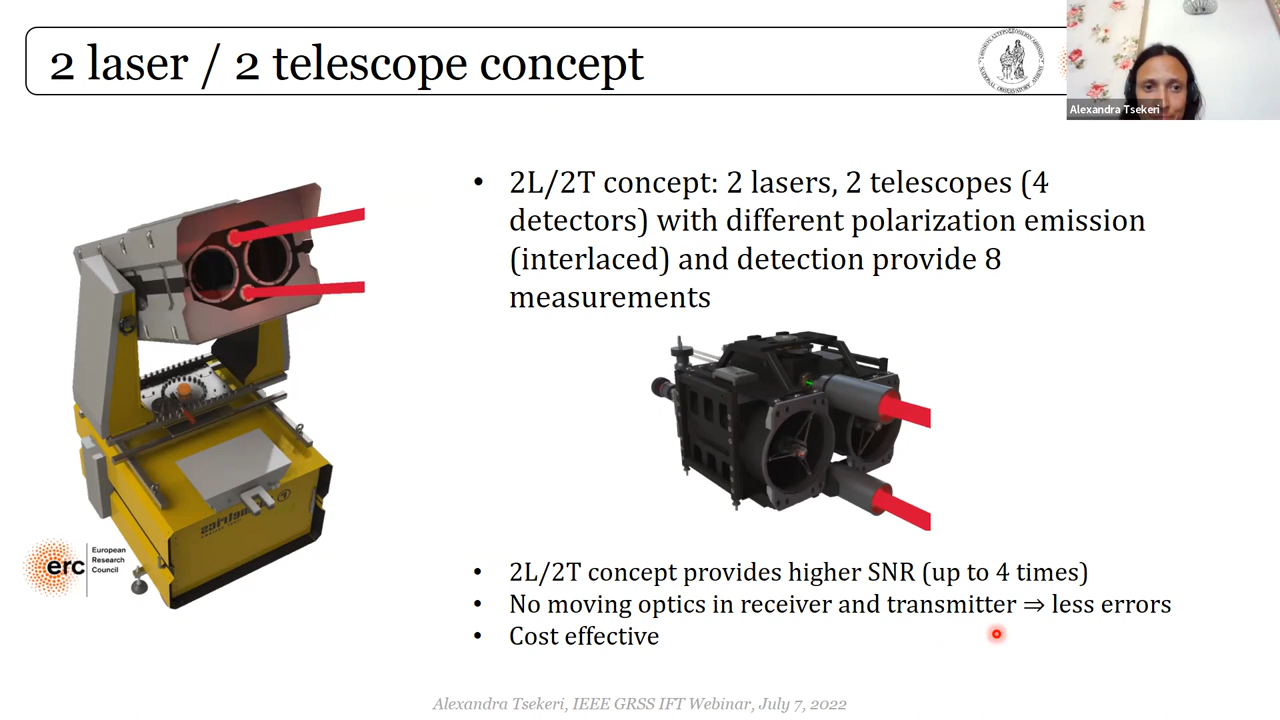 2 laser / 2 telescope concept
Alexandra Tsekeri
• 2L/2T concept: 2 lasers, 2 telescopes (4
detectors) with different polarization emission
(interlaced) and detection provide 8
measurements
erc
European
Research
Council
• 2L/2T concept provides higher SNR (up to 4 times)
• No moving optics in receiver and transmitter ⇒ less errors
• Cost effective
Alexandra Tsekeri, IEEE GRSS IFT Webinar, July 7, 2022